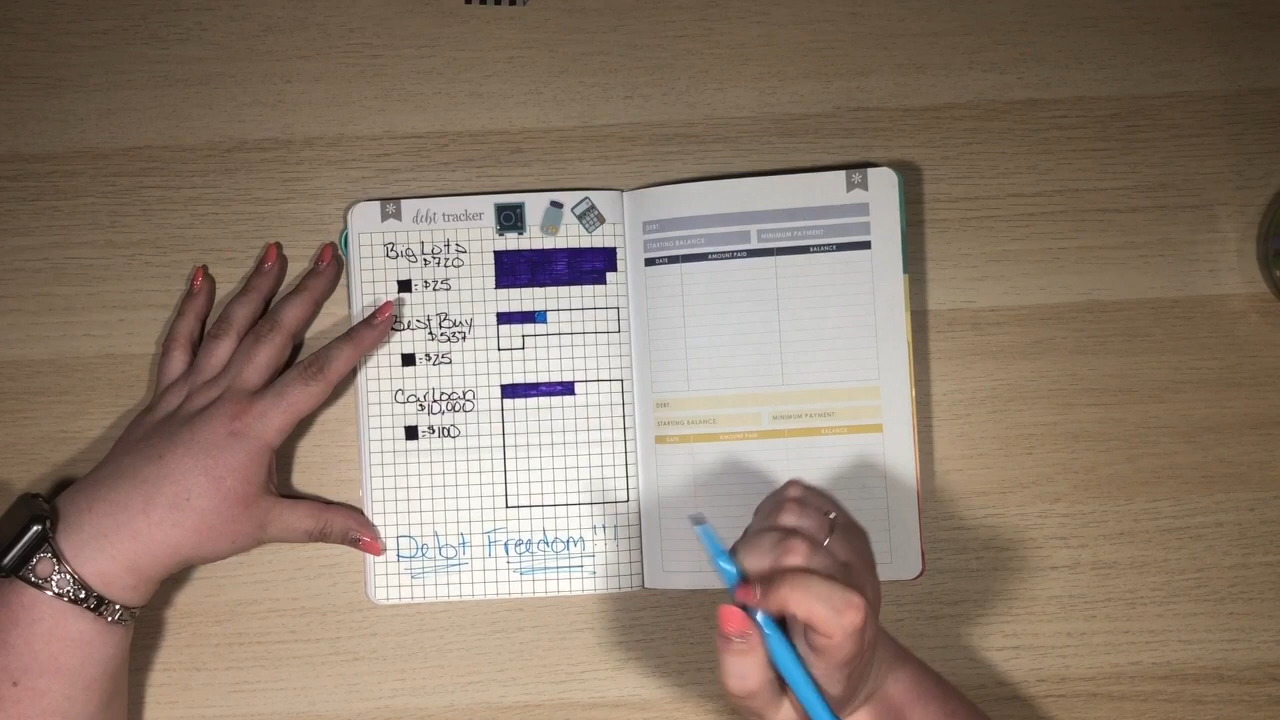 debt tracker
Big Lots
$720
= $25
Best Buy
$537
= $25
Car Loan
$10,000
= $100
Debt Freedom!!!
DEBT:
STARTING BALANCE:
MINIMUM PAYMENT:
DATE AMOUNT PAID BALANCE
DEBT:
STARTING BALANCE:
MINIMUM PAYMENT:
DATE AMOUNT PAID BALANCE